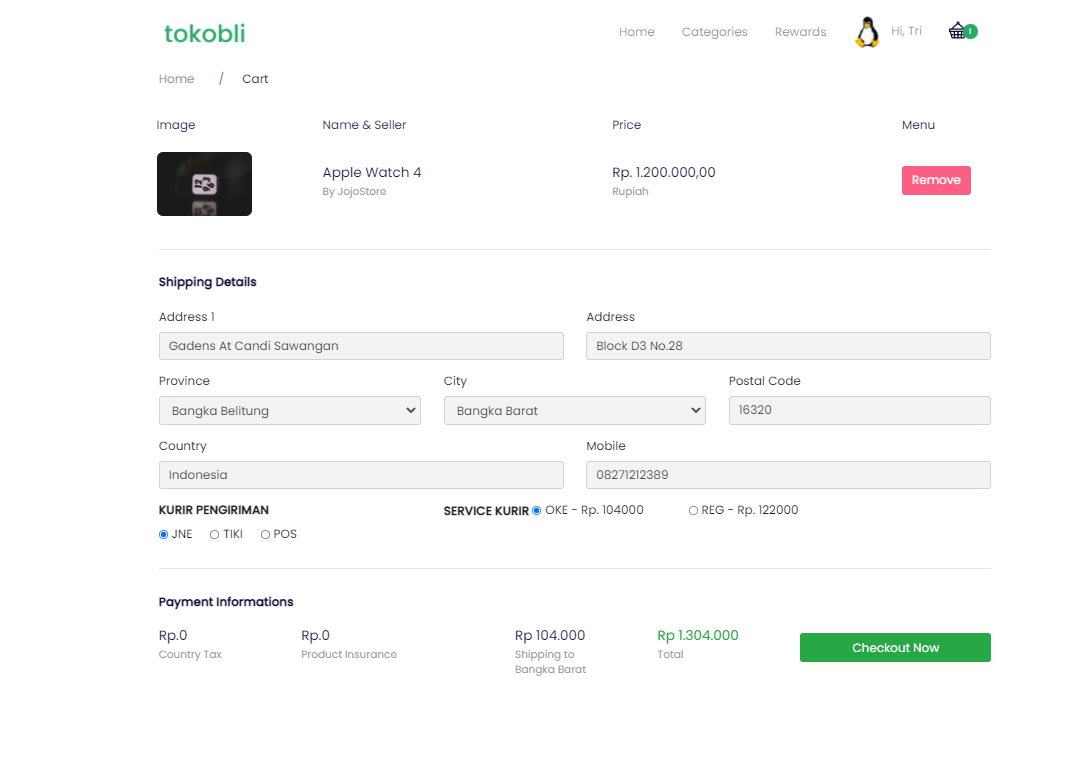 tokobli
Home Categories Rewards Hi, Tri 1
Home / Cart
Image Name & Seller Price Menu
Apple Watch 4 Rp. 1.200.000,00 Remove
By JojoStore Rupiah
Shipping Details
Address 1 Address
Gadens At Candi Sawangan Block D3 No.28
Province City Postal Code
Bangka Belitung Bangka Barat 16320
Country Mobile
Indonesia 08271212389
KURIR PENGIRIMAN SERVICE KURIR OKE - Rp. 104000 REG - Rp. 122000
JNE TIKI POS
Payment Informations
Rp.0 Rp.0 Rp 104.000 Rp 1.304.000 Checkout Now
Country Tax Product Insurance Shipping to Total
Bangka Barat